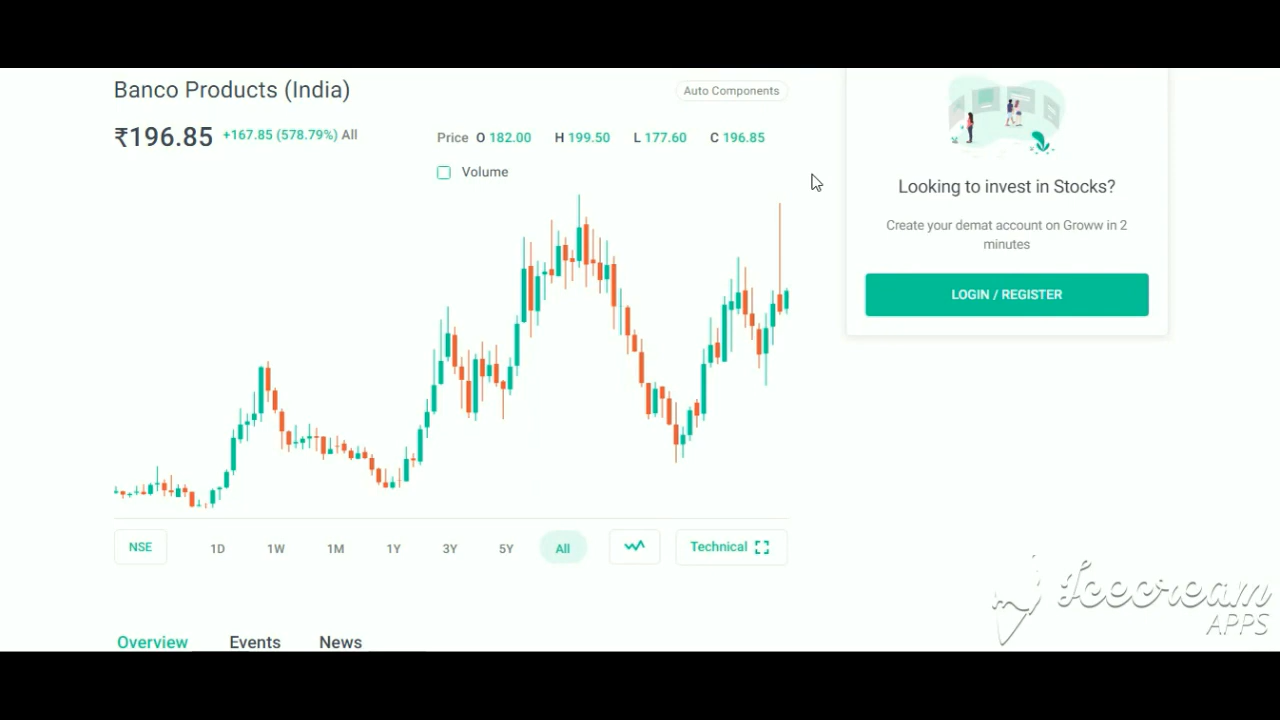 Banco Products (India)
Auto Components
₹196.85 +167.85 (578.79%) All
Price O 182.00 H 199.50 L 177.60 C 196.85
Volume
Looking to invest in Stocks?
Create your demat account on Groww in 2
minutes
LOGIN / REGISTER
NSE 1D 1W 1M 1Y 3Y 5Y All Technical
Overview Events News
Icecream
APPS